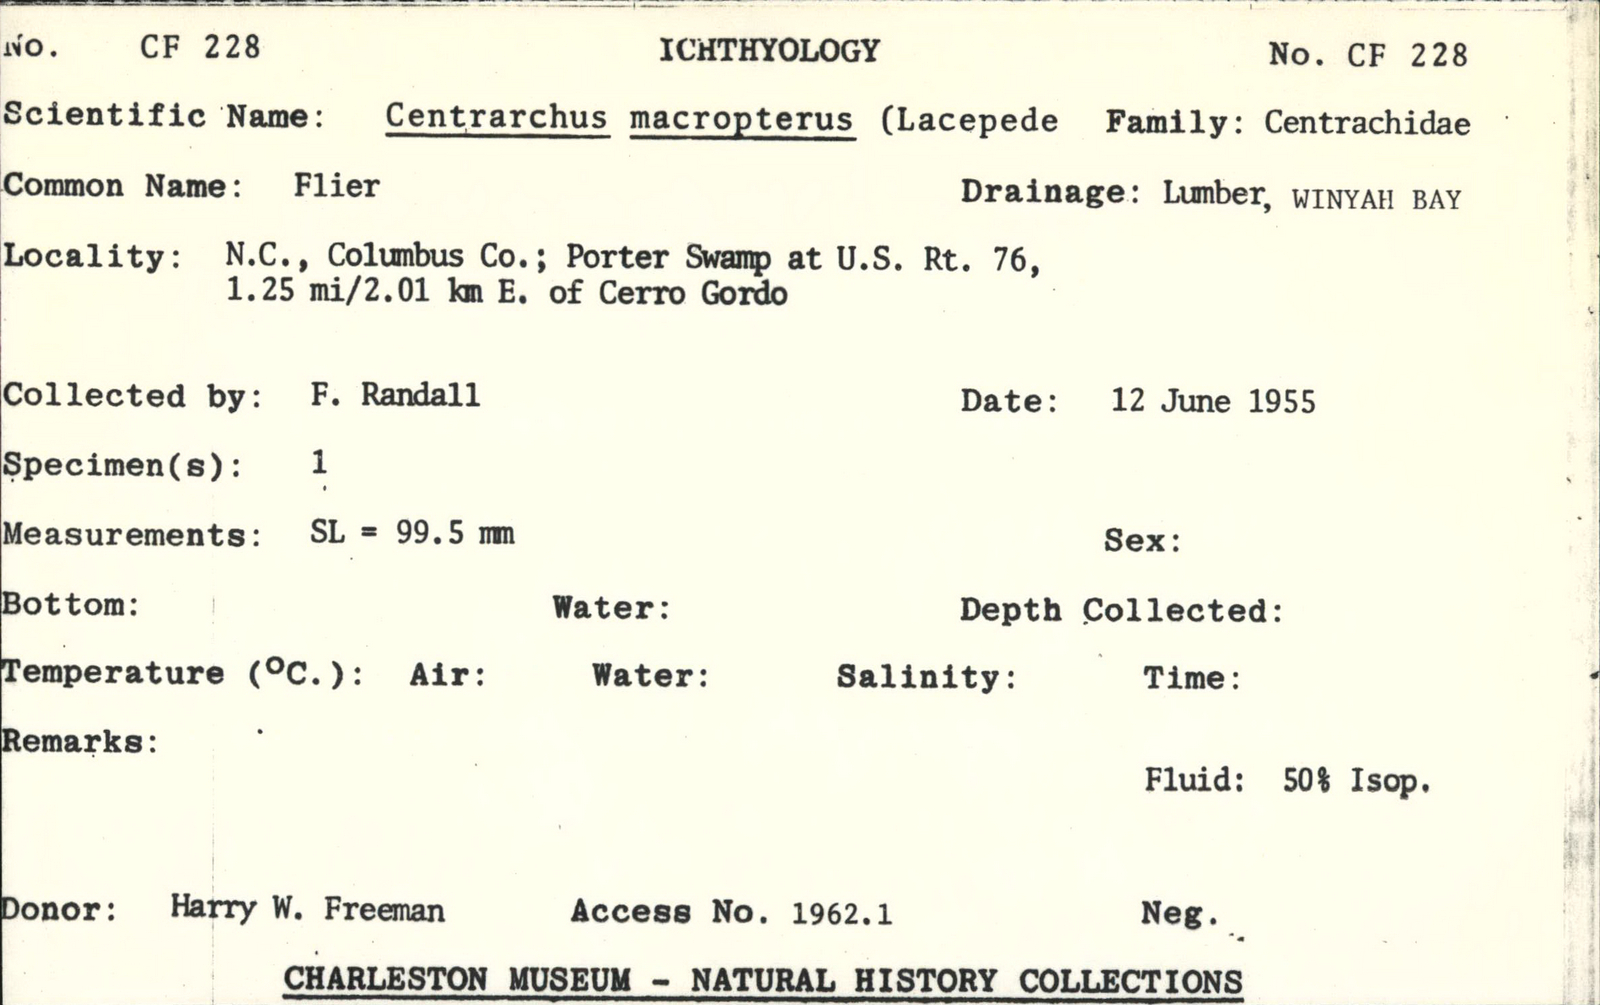 No. CF 228 ICHTHYOLOGY No. CF 228
Scientific Name: Centrarchus macropterus (Lacepede Family: Centrachidae
Common Name: Flier Drainage: Lumber, WINYAH BAY
Locality: N.C., Columbus Co.; Porter Swamp at U.S. Rt. 76,
1.25 mi/2.01 km E. of Cerro Gordo
Collected by: F. Randall Date: 12 June 1955
Specimen(s): 1
Measurements: SL = 99.5 mm Sex:
Bottom: Water: Depth Collected:
Temperature (°C.): Air: Water: Salinity: Time:
Remarks:
Fluid: 50% Isop.
Donor: Harry W. Freeman Access No. 1962.1 Neg.
CHARLESTON MUSEUM - NATURAL HISTORY COLLECTIONS